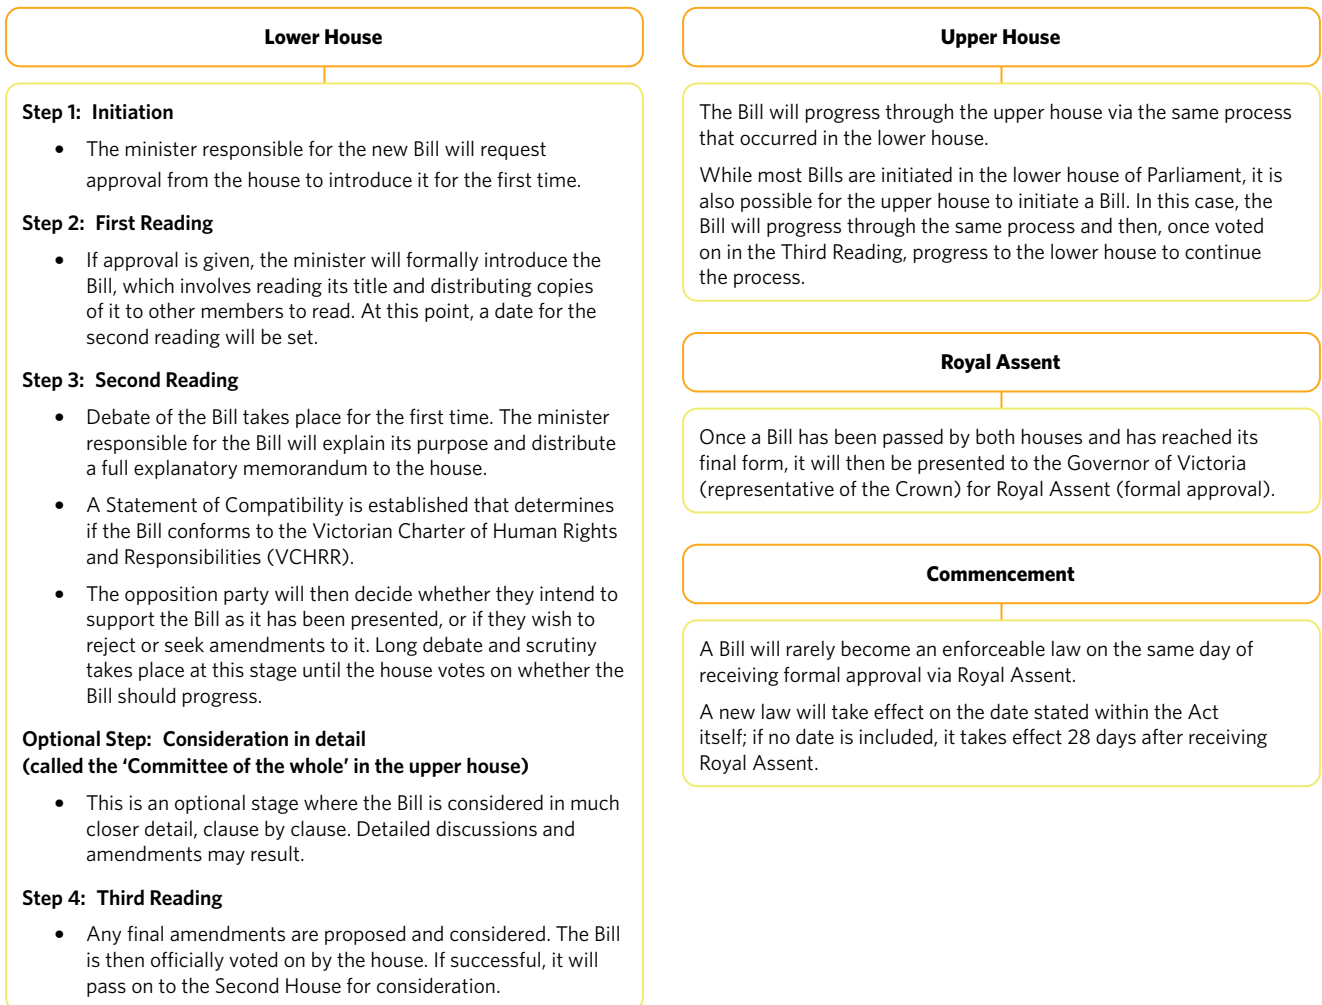 Lower House
Step 1: Initiation
• The minister responsible for the new Bill will request
approval from the house to introduce it for the first time.
Step 2: First Reading
• If approval is given, the minister will formally introduce the
Bill, which involves reading its title and distributing copies
of it to other members to read. At this point, a date for the
second reading will be set.
Step 3: Second Reading
• Debate of the Bill takes place for the first time. The minister
responsible for the Bill will explain its purpose and distribute
a full explanatory memorandum to the house.
• A Statement of Compatibility is established that determines
if the Bill conforms to the Victorian Charter of Human Rights
and Responsibilities (VCHRR).
• The opposition party will then decide whether they intend to
support the Bill as it has been presented, or if they wish to
reject or seek amendments to it. Long debate and scrutiny
takes place at this stage until the house votes on whether the
Bill should progress.
Optional Step: Consideration in detail
(called the ‘Committee of the whole’ in the upper house)
• This is an optional stage where the Bill is considered in much
closer detail, clause by clause. Detailed discussions and
amendments may result.
Step 4: Third Reading
• Any final amendments are proposed and considered. The Bill
is then officially voted on by the house. If successful, it will
pass on to the Second House for consideration.
Upper House
The Bill will progress through the upper house via the same process
that occurred in the lower house.
While most Bills are initiated in the lower house of Parliament, it is
also possible for the upper house to initiate a Bill. In this case, the
Bill will progress through the same process and then, once voted
on in the Third Reading, progress to the lower house to continue
the process.
Royal Assent
Once a Bill has been passed by both houses and has reached its
final form, it will then be presented to the Governor of Victoria
(representative of the Crown) for Royal Assent (formal approval).
Commencement
A Bill will rarely become an enforceable law on the same day of
receiving formal approval via Royal Assent.
A new law will take effect on the date stated within the Act
itself; if no date is included, it takes effect 28 days after receiving
Royal Assent.